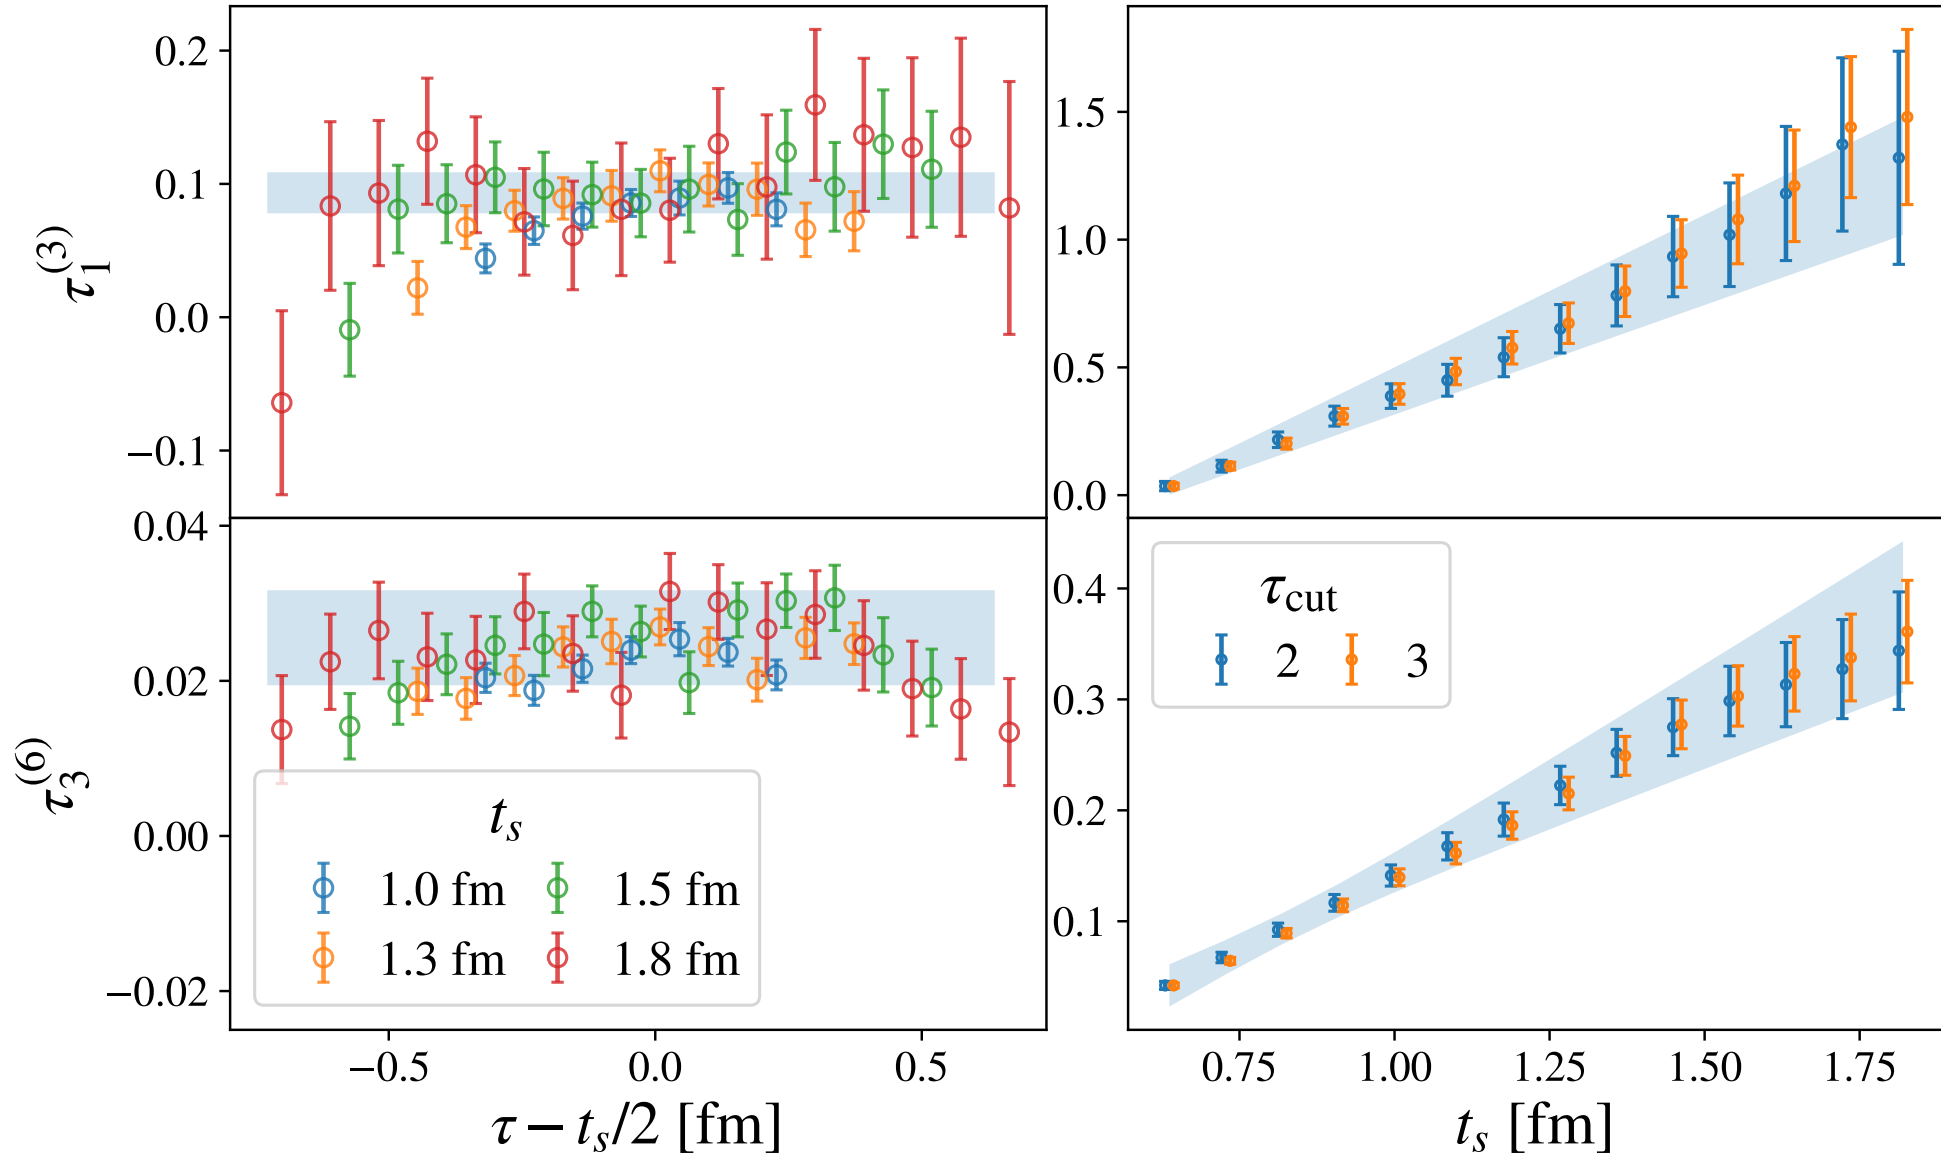 0.2
0.1
0.0
−0.1
τ₁⁽³⁾
1.5
1.0
0.5
0.0
0.04
0.02
0.00
−0.02
τ₃⁽⁶⁾
t_s
1.0 fm
1.5 fm
1.3 fm
1.8 fm
0.4
0.3
0.2
0.1
τ_cut
2 3
−0.5 0.0 0.5
τ − t_s/2 [fm]
0.75 1.00 1.25 1.50 1.75
t_s [fm]